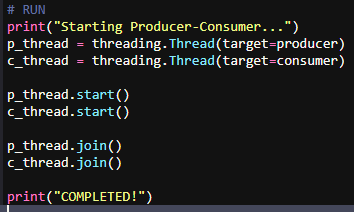 # RUN
print("Starting Producer-Consumer...")
p_thread = threading.Thread(target=producer)
c_thread = threading.Thread(target=consumer)
p_thread.start()
c_thread.start()
p_thread.join()
c_thread.join()
print("COMPLETED!")